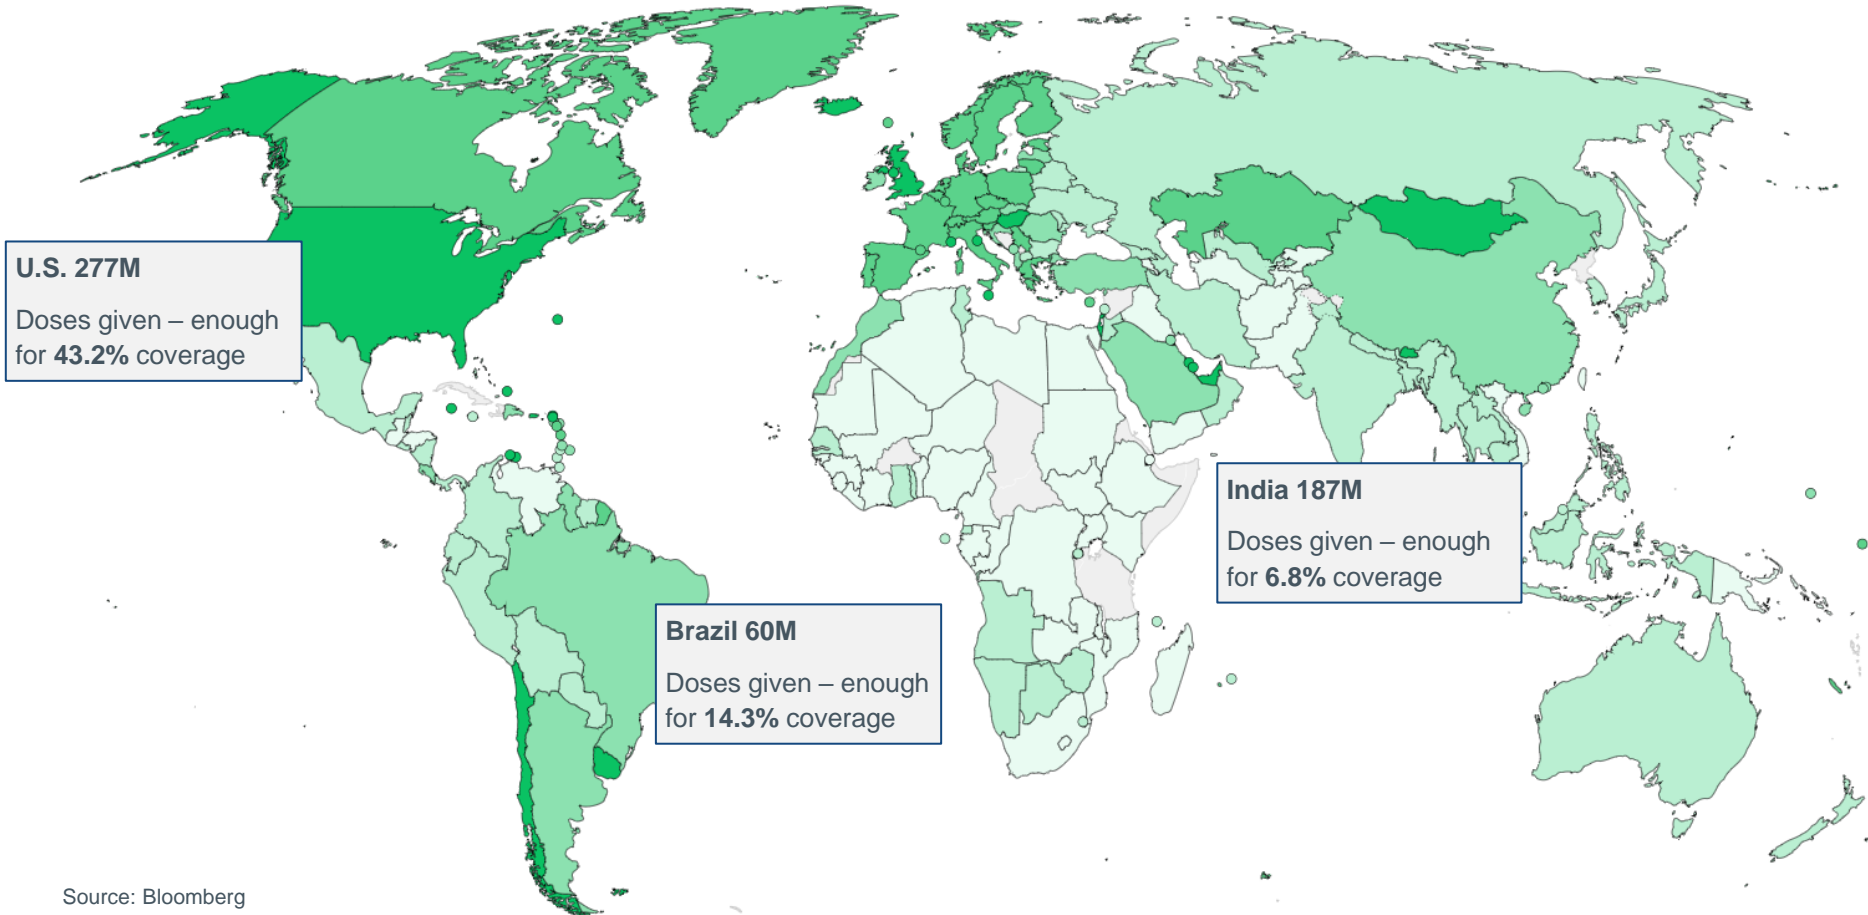 U.S. 277M
Doses given – enough
for 43.2% coverage
India 187M
Doses given – enough
for 6.8% coverage
Brazil 60M
Doses given – enough
for 14.3% coverage
Source: Bloomberg